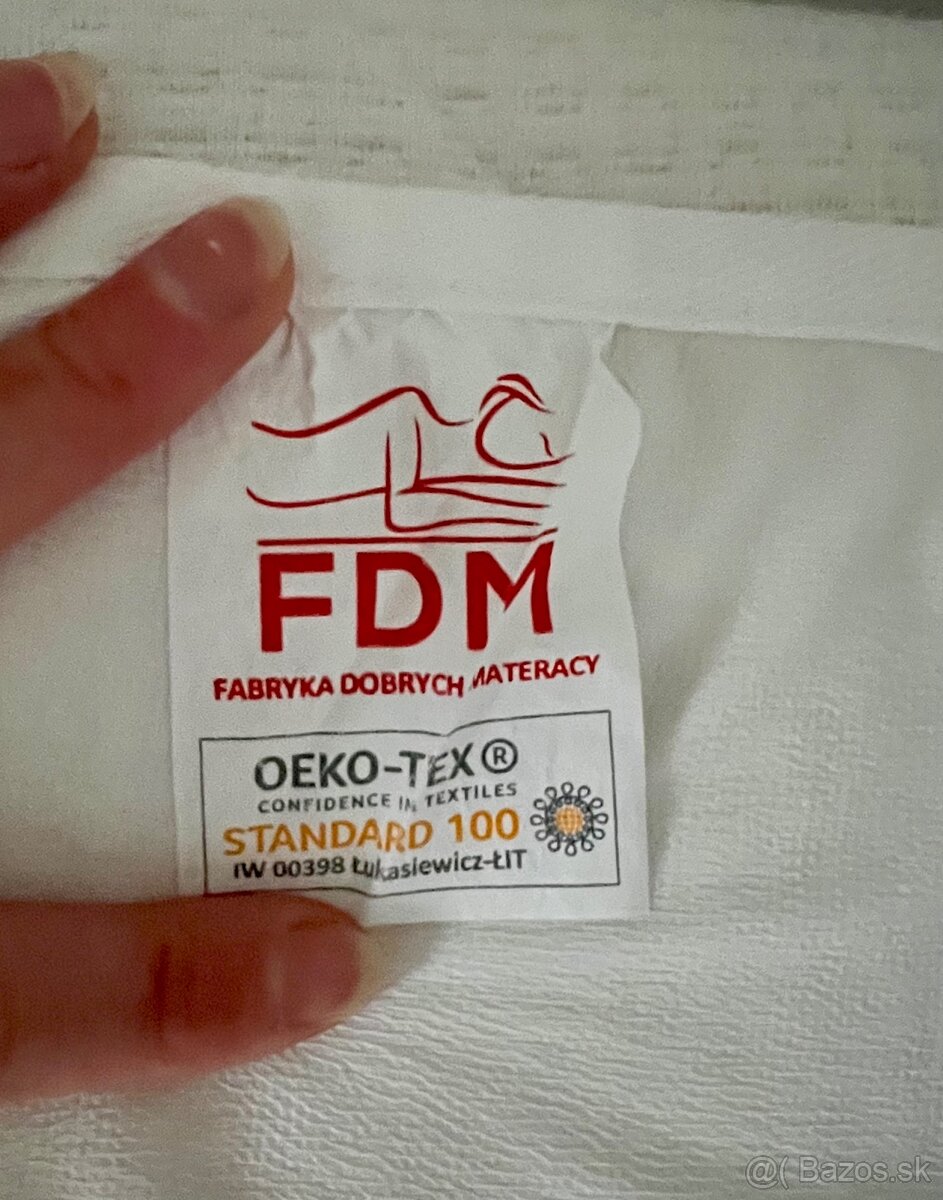 FDM
FABRYKA DOBRYCH MATERACY
OEKO-TEX®
CONFIDENCE IN TEXTILES
STANDARD 100
IW 00398 Łukasiewicz-ŁIT
@( Bazos.sk